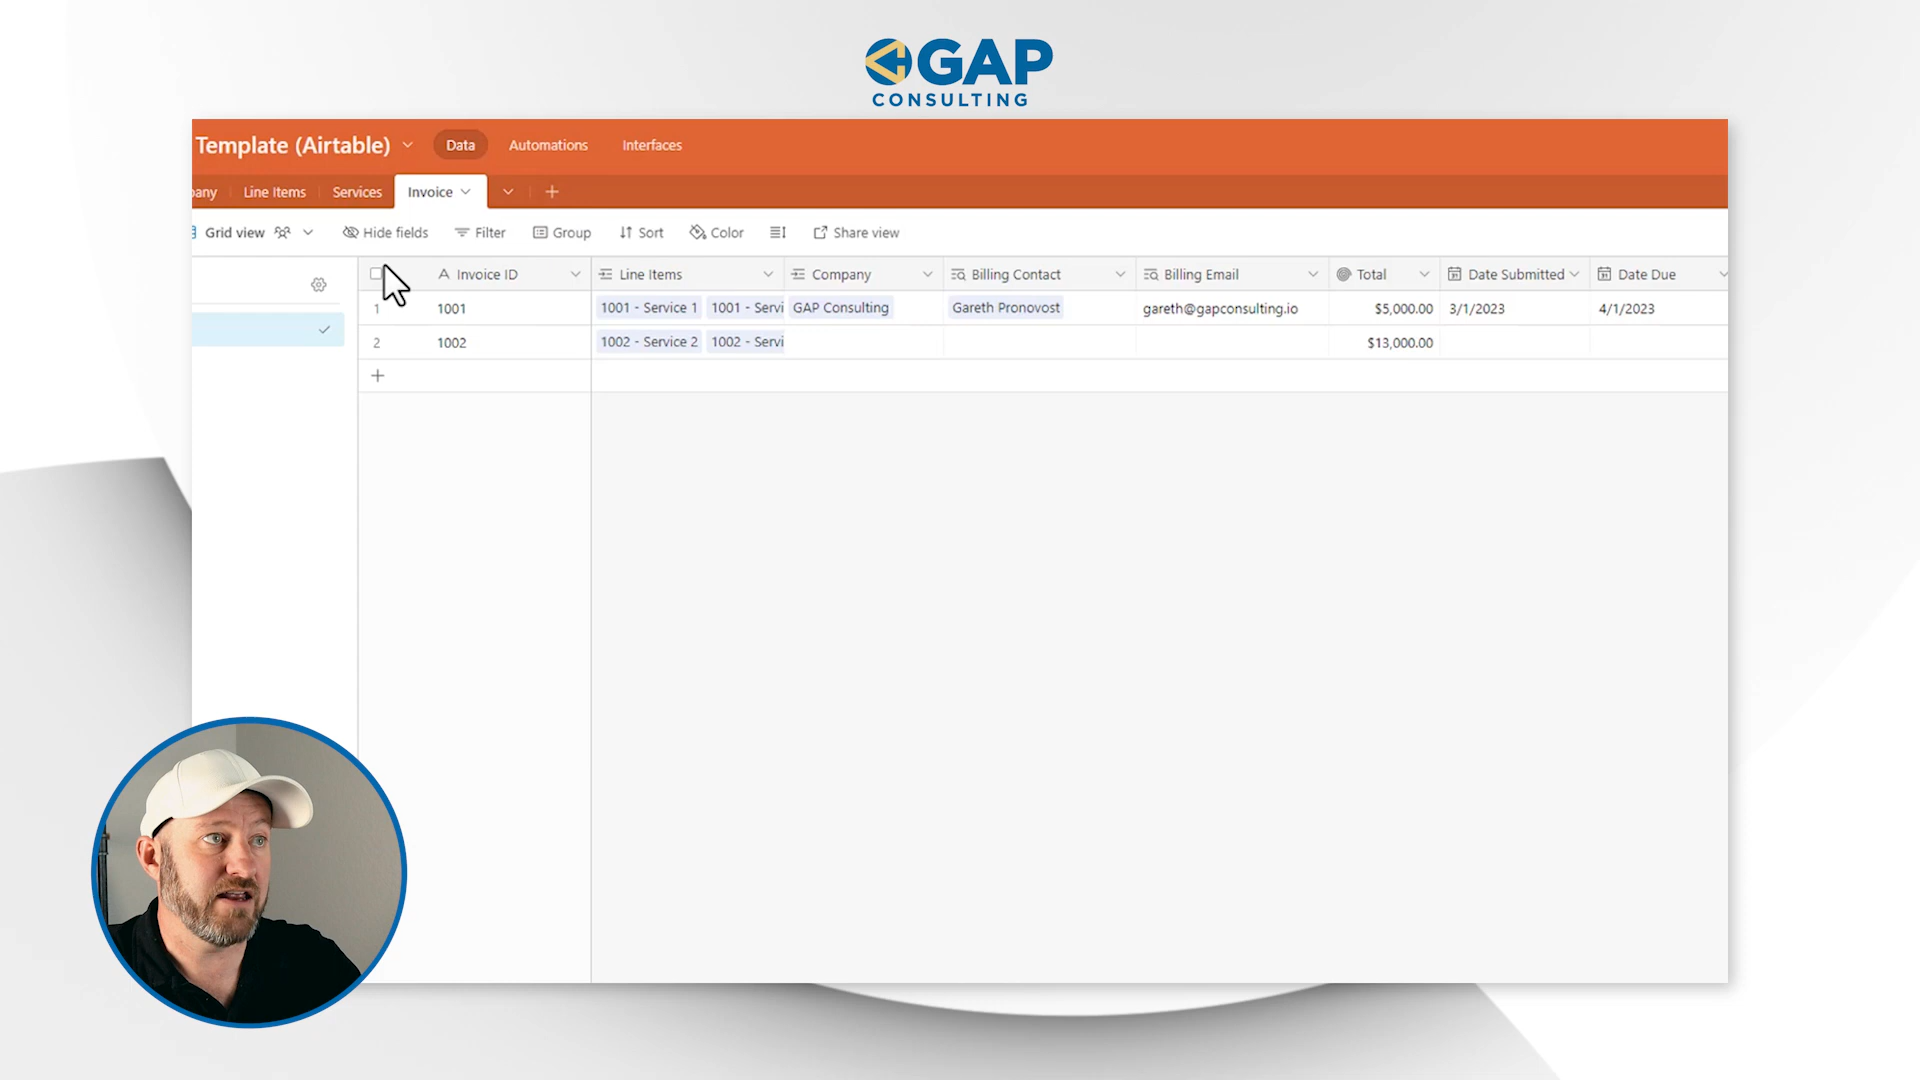 GAP
CONSULTING
Template (Airtable) Data Automations Interfaces
pany Line Items Services Invoice
Grid view Hide fields Filter Group Sort Color Share view
Invoice ID Line Items Company Billing Contact Billing Email Total Date Submitted Date Due
1 1001 1001 - Service 1 1001 - Servi GAP Consulting Gareth Pronovost gareth@gapconsulting.io $5,000.00 3/1/2023 4/1/2023
2 1002 1002 - Service 2 1002 - Servi $13,000.00